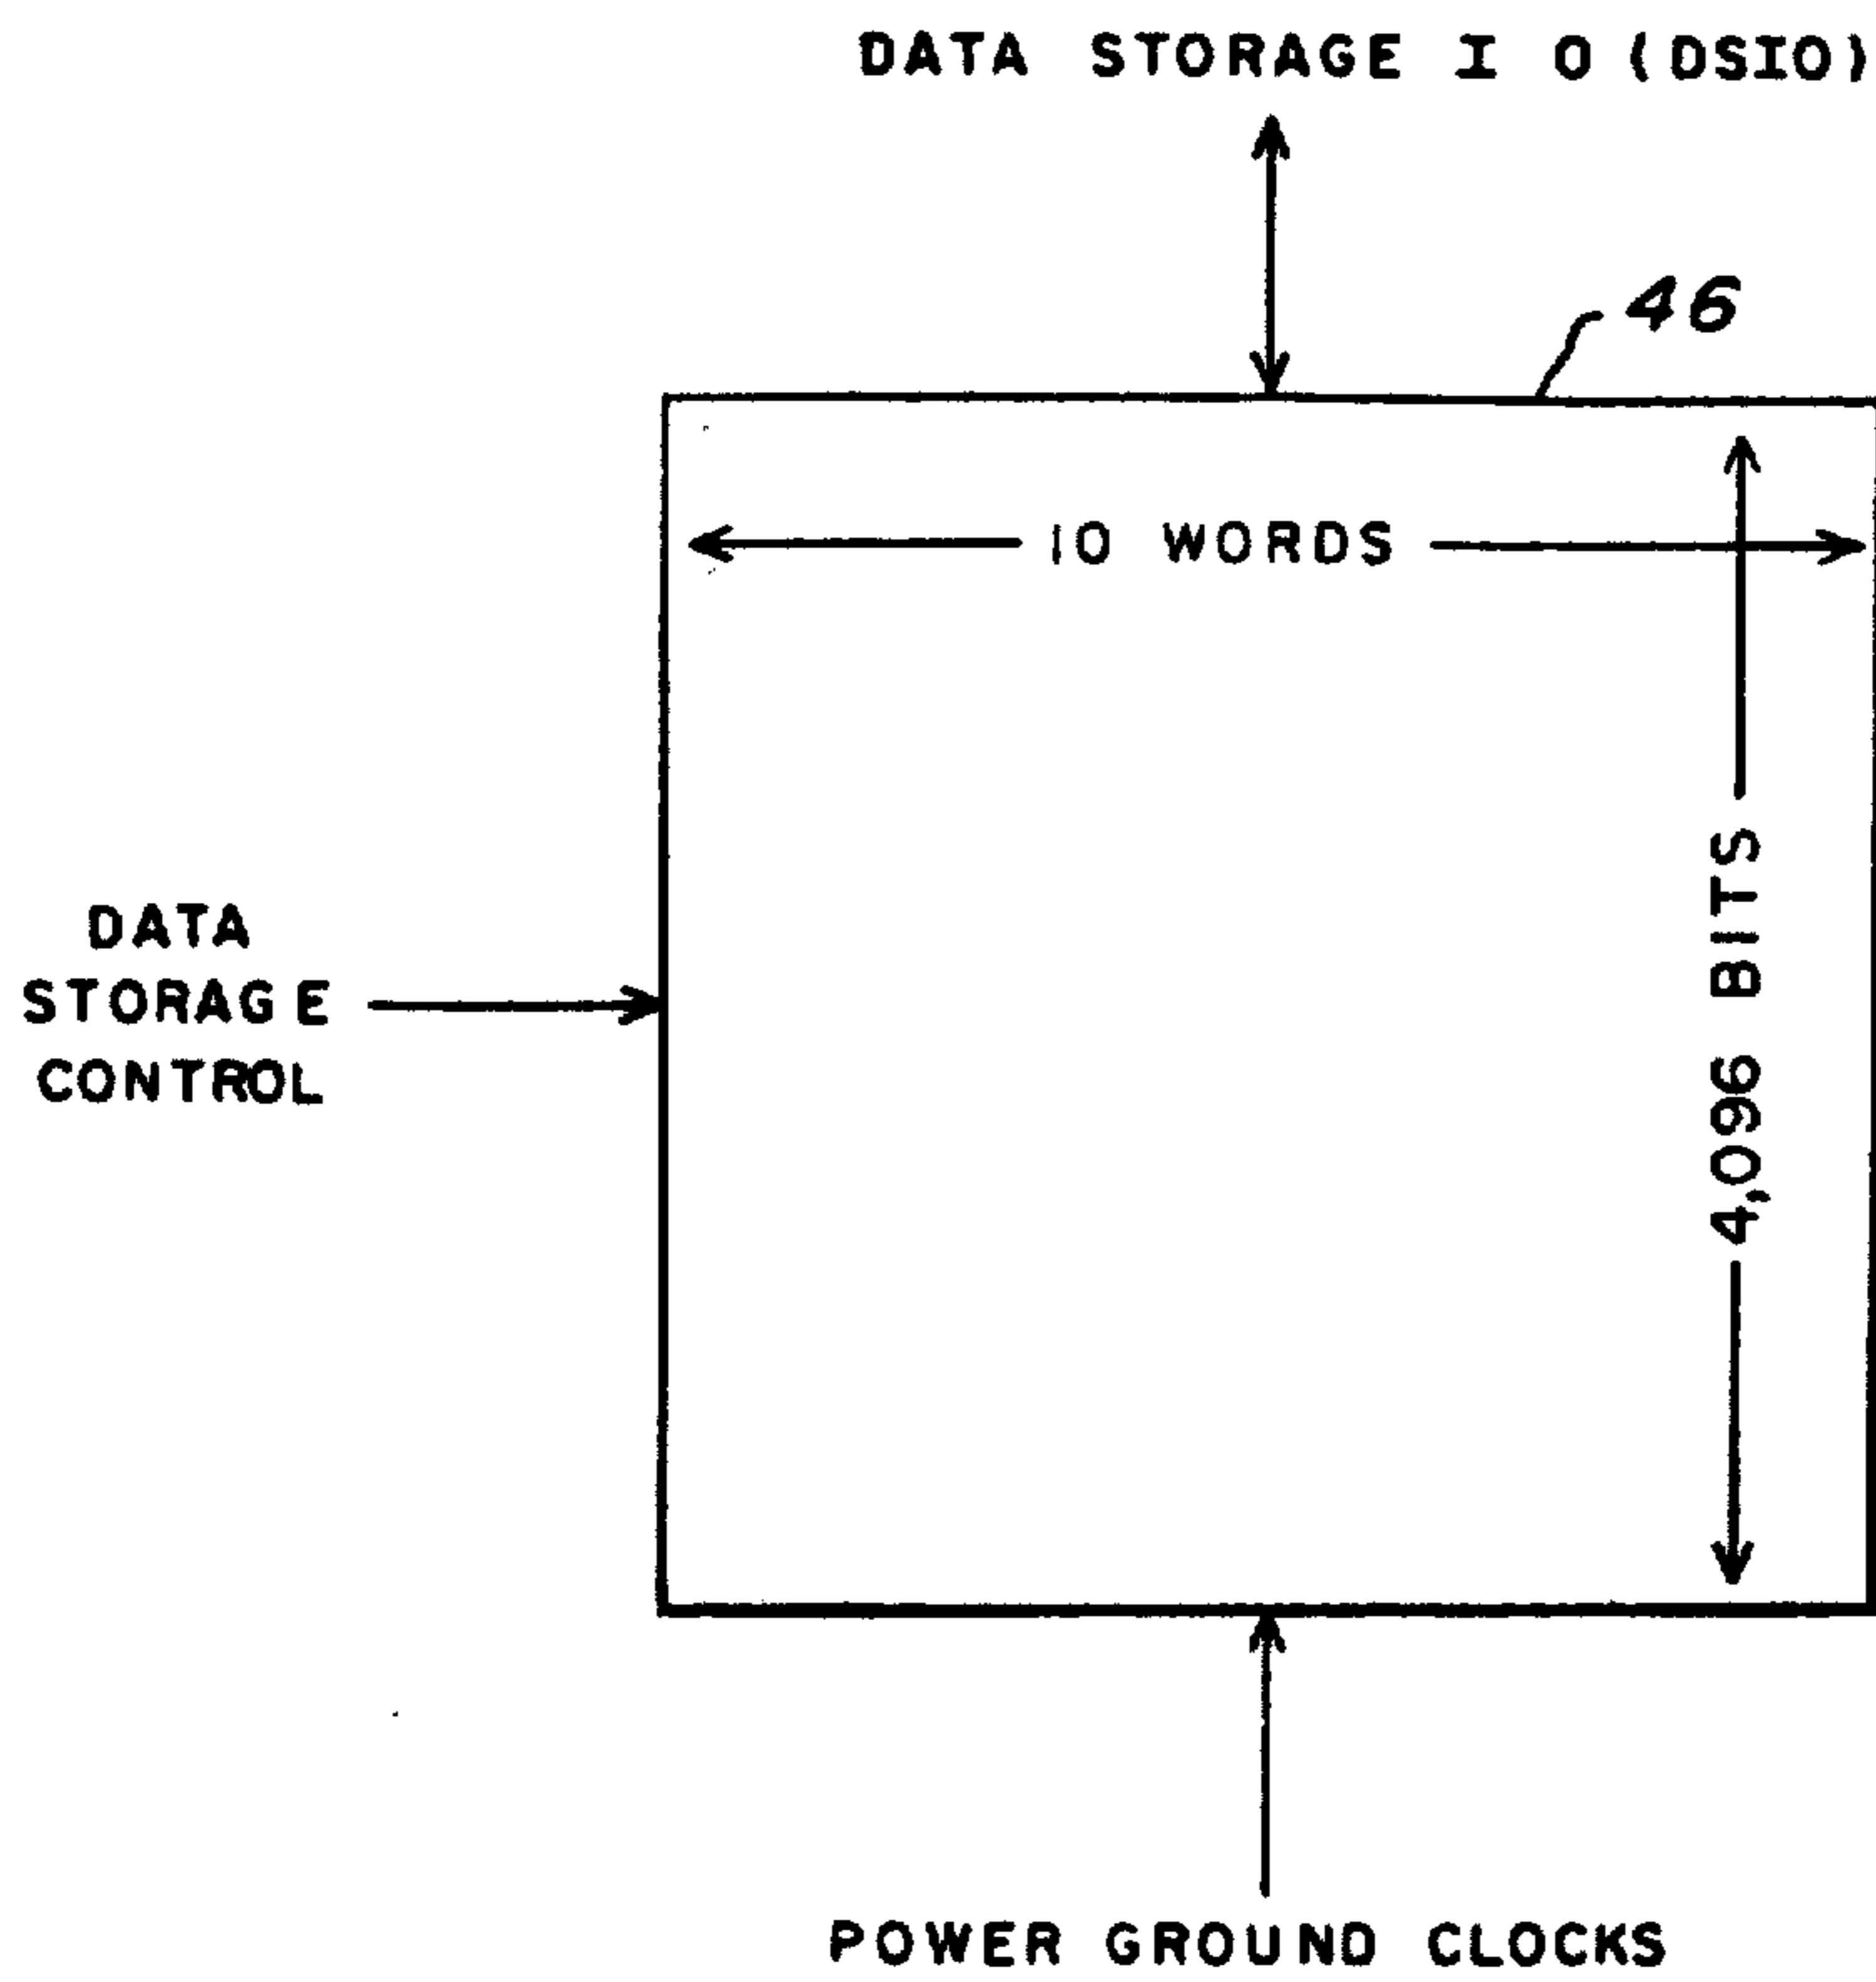 DATA STORAGE I O (DSIO)
46
10 WORDS
4,096 BITS
DATA
STORAGE
CONTROL
POWER GROUND CLOCKS